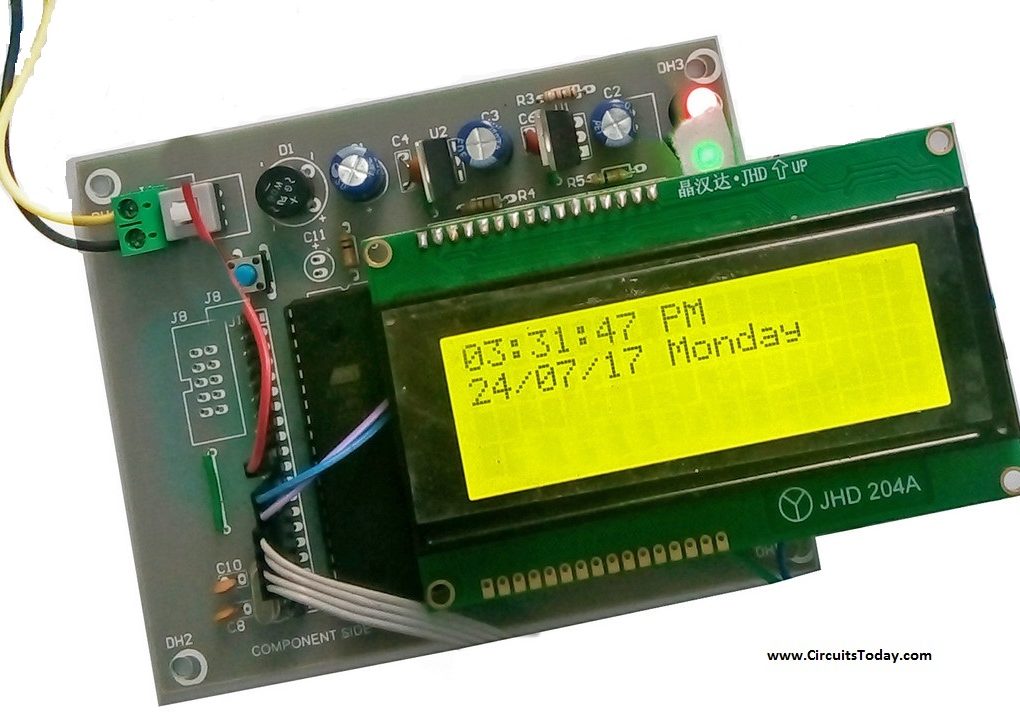 DH3
R3
C2
U1
C6
C3
U2
C4
D1
R5
R4
晶汉达·JHD UP
C11
J8
J8
03:31:47 PM
24/07/17 Monday
JHD 204A
C10
C8
DH2
COMPONENT SIDE
www.CircuitsToday.com